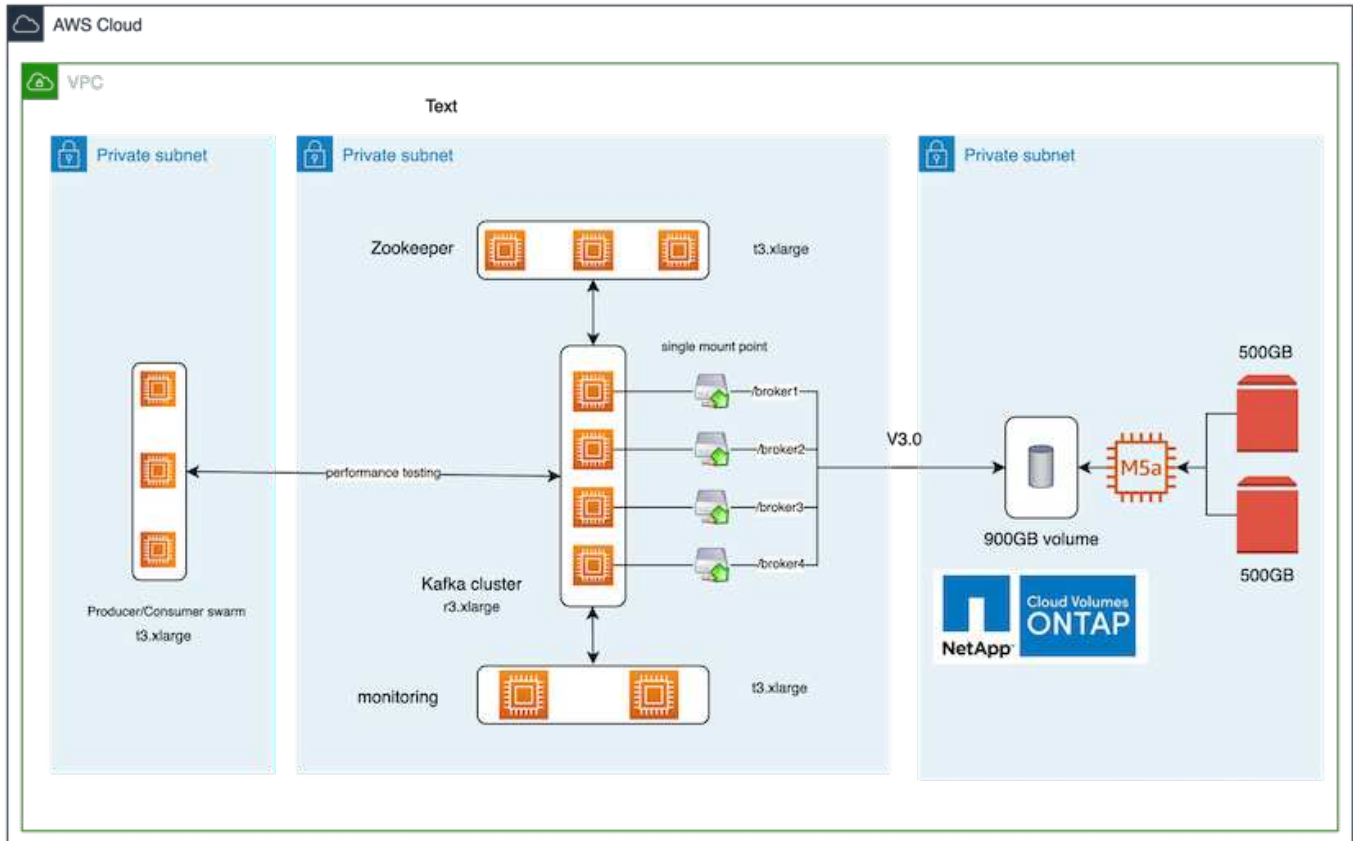 AWS Cloud
VPC
Text
Private subnet
Private subnet
Private subnet
Zookeeper
t3.xlarge
single mount point
/broker1
/broker2
/broker3
/broker4
performance testing
V3.0
500GB
M5a
900GB volume
500GB
Kafka cluster
r3.xlarge
Producer/Consumer swarm
t3.xlarge
monitoring
t3.xlarge
NetApp
Cloud Volumes
ONTAP